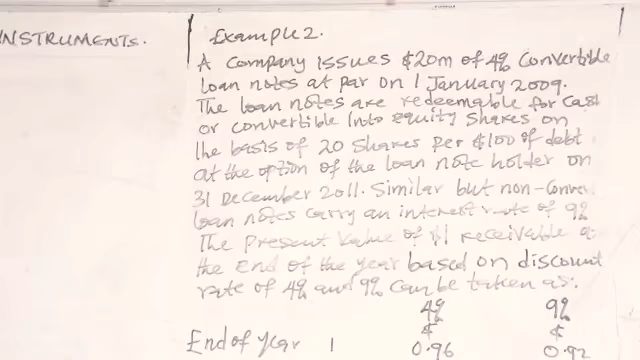 INSTRUMENTS.
Example 2.
A Company issues $20m of 4% Convertible
loan notes at par on 1 January 2009.
The loan notes are redeemable for cash
or convertible into equity shares on
the basis of 20 shares per $100 of debt
at the option of the loan note holder on
31 December 2011. Similar but non-conver
loan notes carry an interest rate of 9%
The Present Value of $1 receivable at
the End of the year based on discount
rate of 4% and 9% can be taken as:
4% 9%
$ $
End of year 1 0.96 0.92